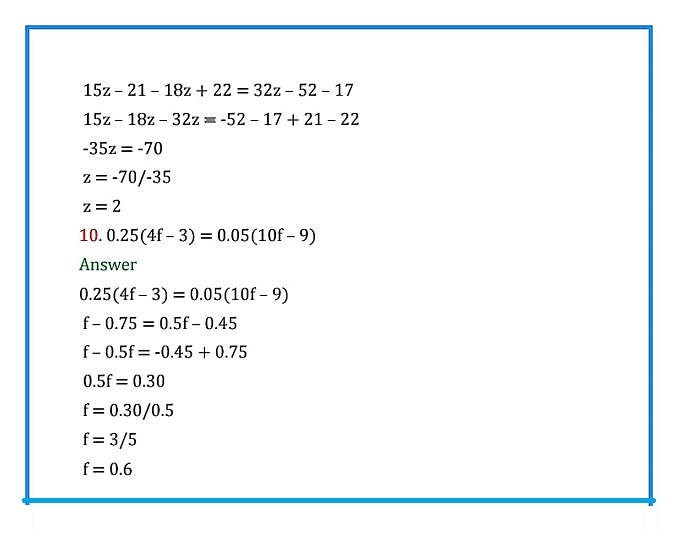 15z – 21 – 18z + 22 = 32z – 52 – 17
15z – 18z – 32z = -52 – 17 + 21 – 22
-35z = -70
z = -70/-35
z = 2
10. 0.25(4f – 3) = 0.05(10f – 9)
Answer
0.25(4f – 3) = 0.05(10f – 9)
f – 0.75 = 0.5f – 0.45
f – 0.5f = -0.45 + 0.75
0.5f = 0.30
f = 0.30/0.5
f = 3/5
f = 0.6